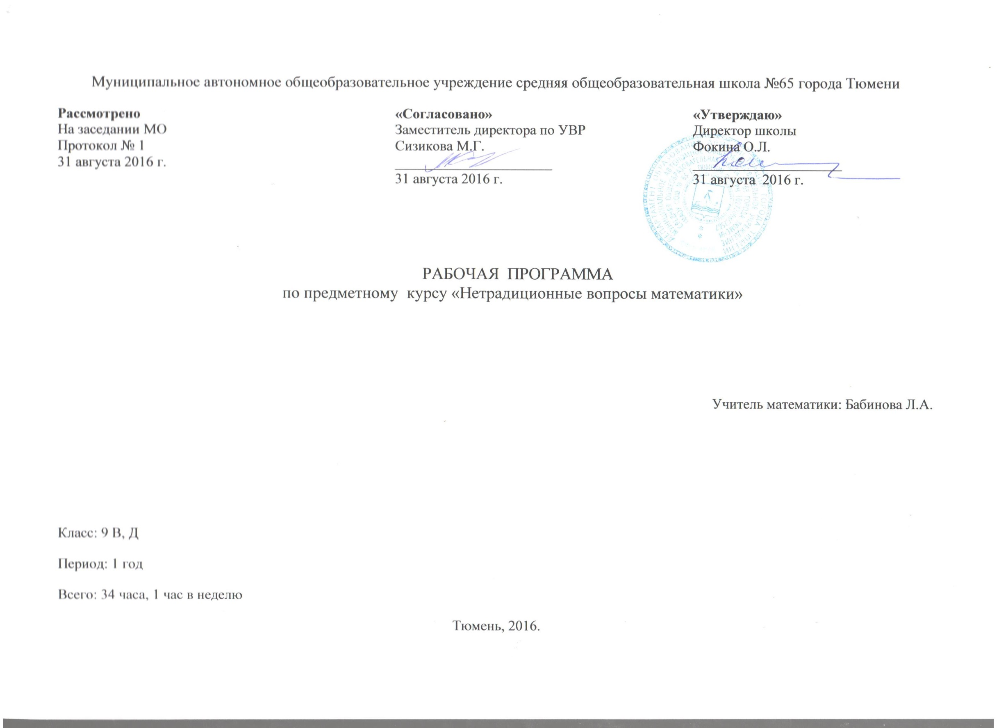 Муниципальное автономное общеобразовательное учреждение средняя общеобразовательная школа №65 города Тюмени
Рассмотрено
На заседании МО
Протокол № 1
31 августа 2016 г.
«Согласовано»
Заместитель директора по УВР
Сизикова М.Г.
31 августа 2016 г.
«Утверждаю»
Директор школы
Фокина О.Л.
31 августа  2016 г.
РАБОЧАЯ  ПРОГРАММА
по предметному  курсу «Нетрадиционные вопросы математики»
Учитель математики: Бабинова Л.А.
Класс: 9 В, Д
Период: 1 год
Всего: 34 часа, 1 час в неделю
Тюмень, 2016.